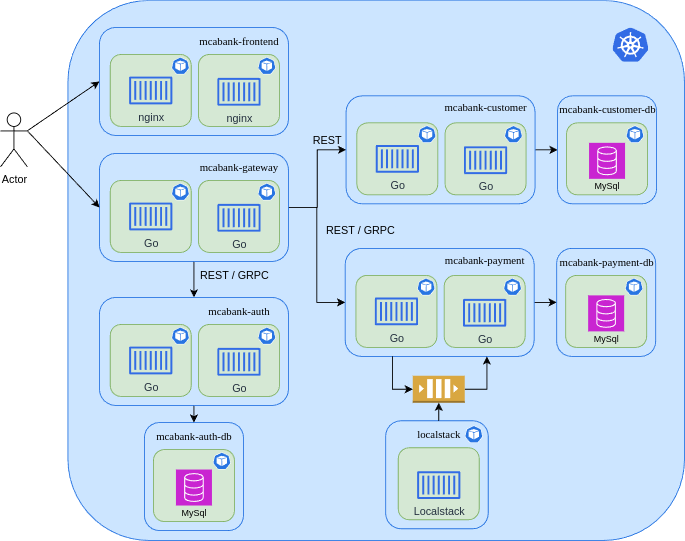 mcabank-frontend
nginx
nginx
Actor
mcabank-gateway
Go
Go
REST
REST / GRPC
REST / GRPC
mcabank-customer
Go
Go
mcabank-customer-db
MySql
mcabank-payment
Go
Go
mcabank-payment-db
MySql
mcabank-auth
Go
Go
mcabank-auth-db
MySql
localstack
Localstack